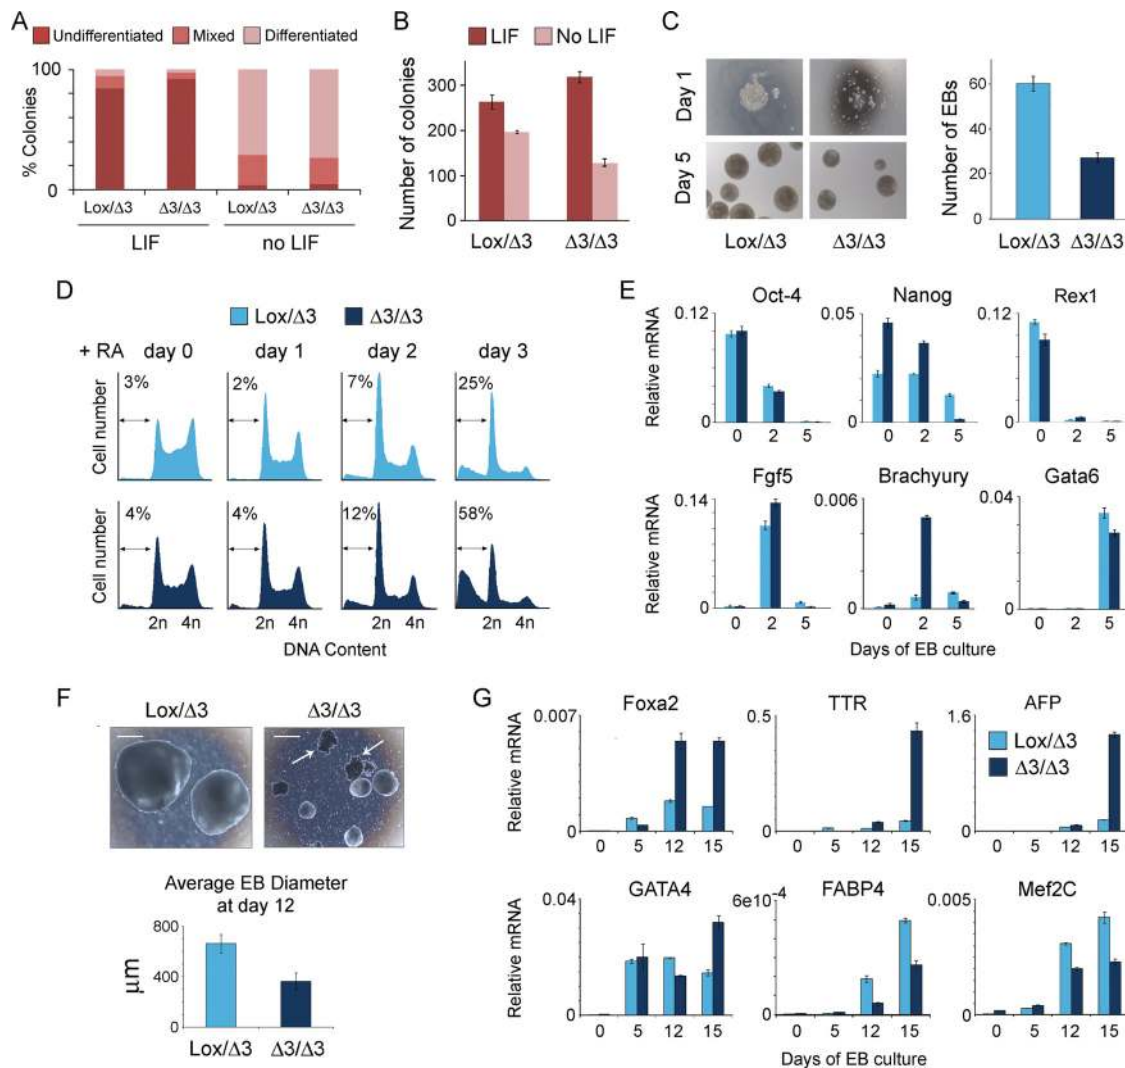 A
Undifferentiated Mixed Differentiated
100
% Colonies
0
Lox/Δ3 Δ3/Δ3 Lox/Δ3 Δ3/Δ3
LIF no LIF
B
LIF No LIF
Number of colonies
300
200
100
0
Lox/Δ3 Δ3/Δ3
C
Day 1
Day 5
Lox/Δ3 Δ3/Δ3
Number of EBs
60
40
20
0
Lox/Δ3 Δ3/Δ3
D
Lox/Δ3 Δ3/Δ3
+ RA day 0 day 1 day 2 day 3
Cell number
3% 2% 7% 25%
Cell number
4% 4% 12% 58%
2n 4n 2n 4n 2n 4n 2n 4n
DNA Content
E
Relative mRNA
Oct-4 Nanog Rex1
0.12 0.05 0.12
0 0 0
0 2 5 0 2 5 0 2 5
Relative mRNA
Fgf5 Brachyury Gata6
0.14 0.006 0.04
0 0 0
0 2 5 0 2 5 0 2 5
Days of EB culture
F
Lox/Δ3 Δ3/Δ3
Average EB Diameter
at day 12
μm
800
400
0
Lox/Δ3 Δ3/Δ3
G
Relative mRNA
Foxa2 TTR AFP
0.007 0.5 1.6
Lox/Δ3
Δ3/Δ3
0 0 0
0 5 12 15 0 5 12 15 0 5 12 15
Relative mRNA
GATA4 FABP4 Mef2C
0.04 6e-4 0.005
0 0 0
0 5 12 15 0 5 12 15 0 5 12 15
Days of EB culture